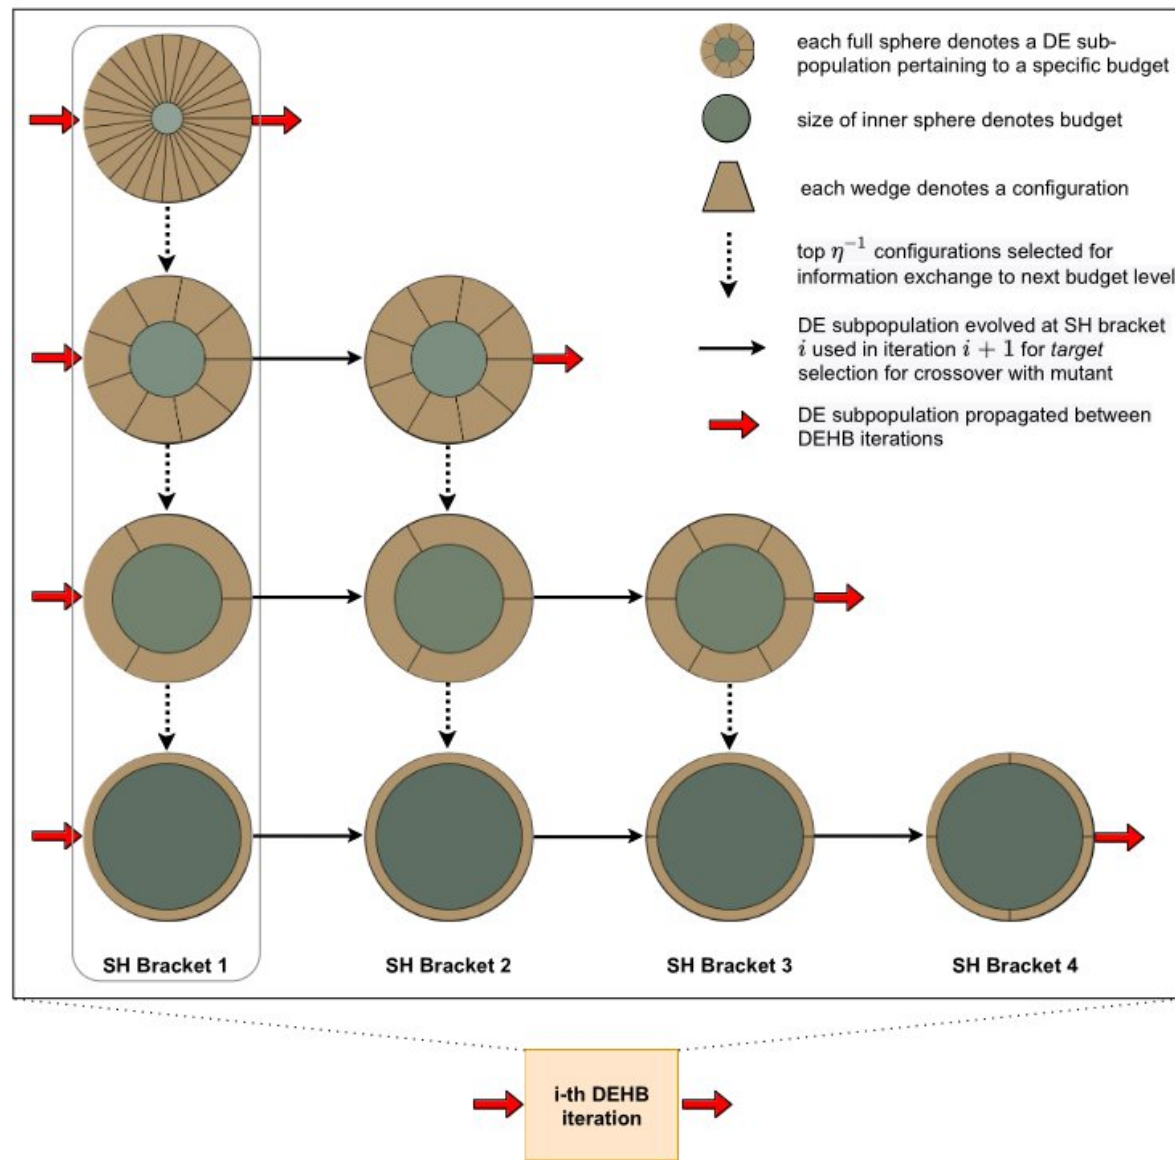 each full sphere denotes a DE sub-
population pertaining to a specific budget
size of inner sphere denotes budget
each wedge denotes a configuration
top η⁻¹ configurations selected for
information exchange to next budget level
DE subpopulation evolved at SH bracket
i used in iteration i + 1 for target
selection for crossover with mutant
DE subpopulation propagated between
DEHB iterations
SH Bracket 1
SH Bracket 2
SH Bracket 3
SH Bracket 4
i-th DEHB
iteration